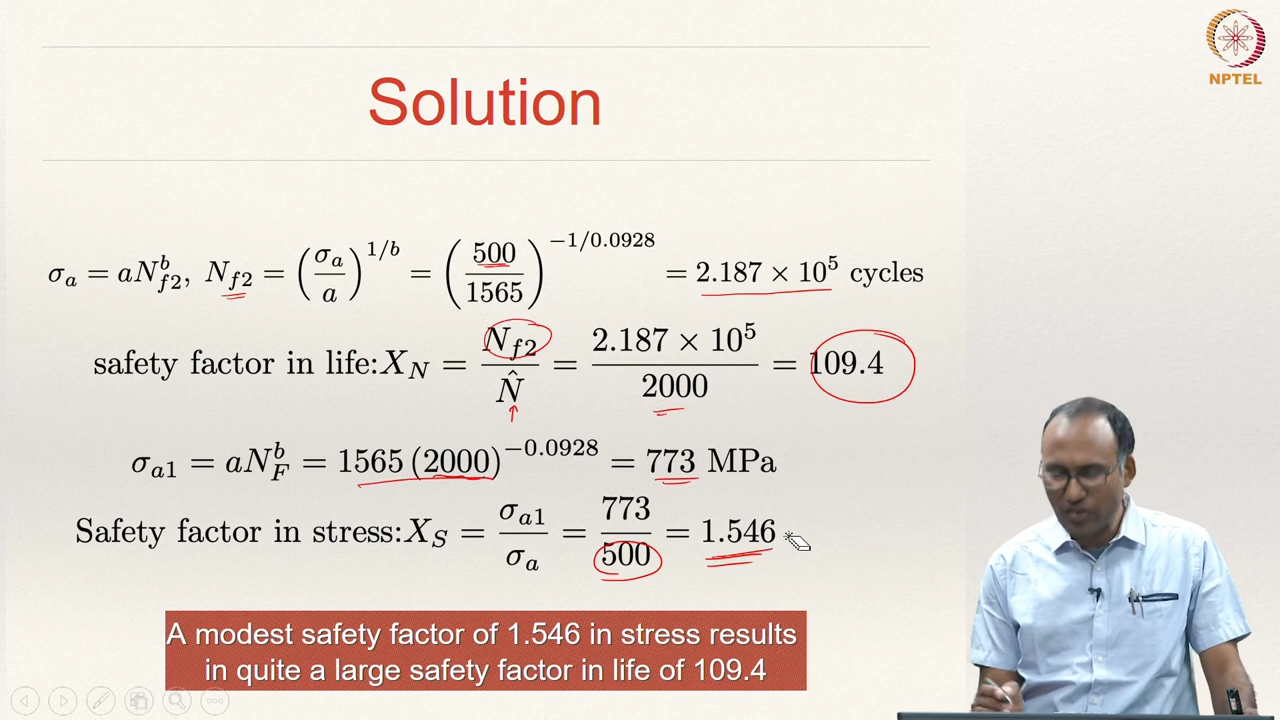 NPTEL
Solution
σ_a = aN_{f2}^b, N_{f2} = (σ_a / a)^{1/b} = (500 / 1565)^{−1/0.0928} = 2.187 × 10^5 cycles
safety factor in life:X_N = N_{f2} / N̂ = 2.187 × 10^5 / 2000 = 109.4
σ_{a1} = aN_F^b = 1565 (2000)^{−0.0928} = 773 MPa
Safety factor in stress:X_S = σ_{a1} / σ_a = 773 / 500 = 1.546
A modest safety factor of 1.546 in stress results
in quite a large safety factor in life of 109.4